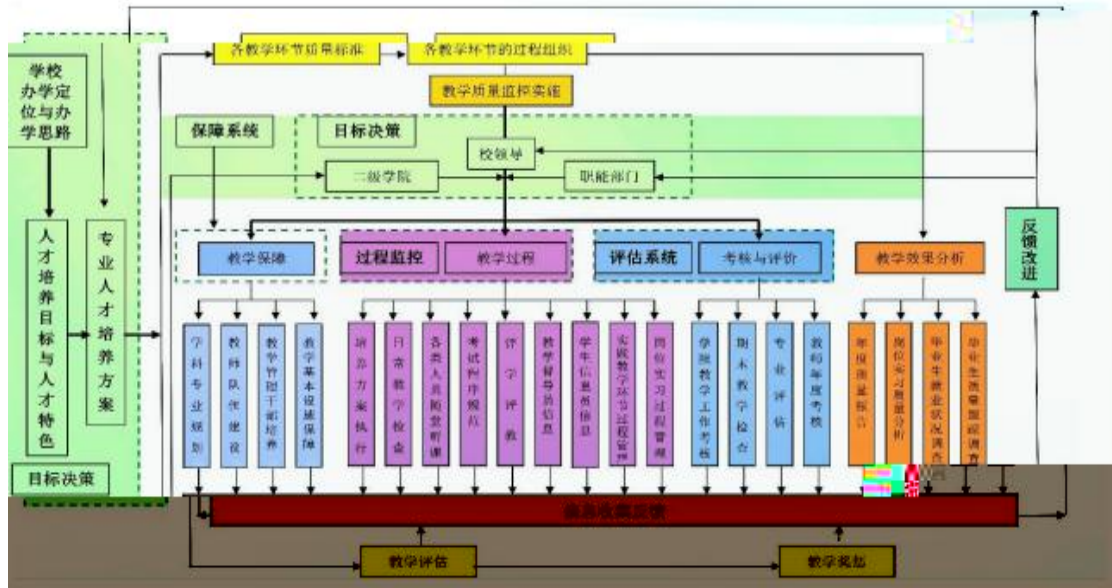 各教学环节质量标准
各教学环节的过程组织
教学质量监控实施
学校
办学定
位与办
学思路
保障系统
目标决策
校领导
二级学院
职能部门
人才培养目标与人才特色
专业人才培养方案
教学保障
过程监控
教学过程
评估系统
考核与评价
教学效果分析
反馈改进
学科专业规划
教师队伍建设
教学管理干部培养
教学基本设施保障
培养方案执行
日常教学检查
各类人员随堂听课
考试程序规范
评学评教
教学督导员信息
学生信息员信息
实践教学环节过程管理
岗位实习过程管理
学院教学工作考核
期末教学检查
专业评估
教师年度考核
年度质量报告
岗位实习质量分析
毕业生就业状况调查
毕业生质量跟踪调查
目标决策
信息收集反馈
教学评估
教学奖惩